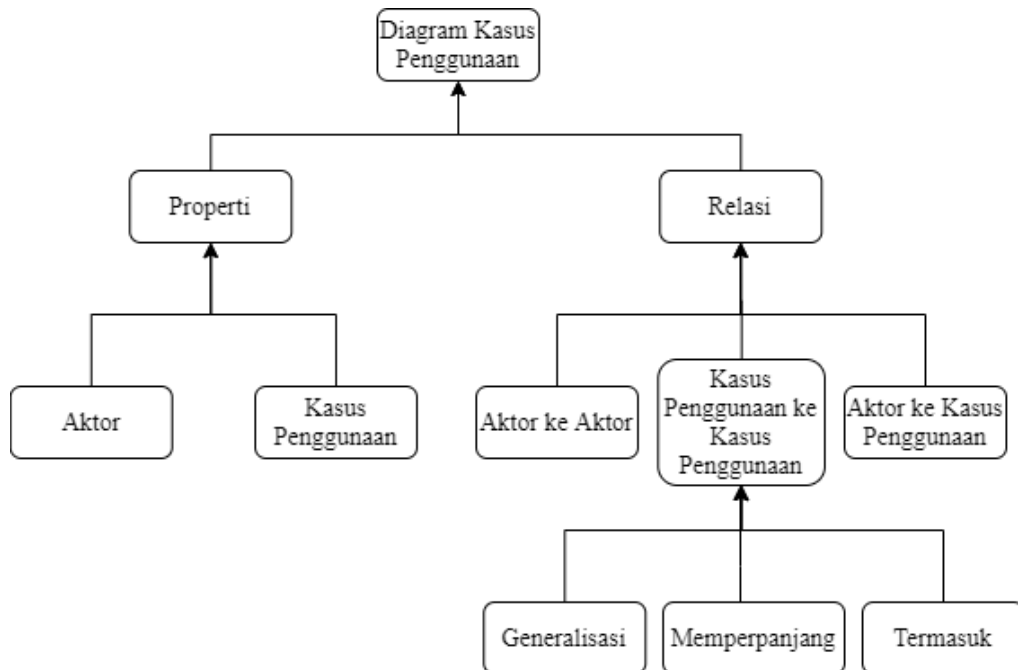 Diagram Kasus
Penggunaan
Properti
Relasi
Aktor
Kasus
Penggunaan
Aktor ke Aktor
Kasus
Penggunaan ke
Kasus
Penggunaan
Aktor ke Kasus
Penggunaan
Generalisasi
Memperpanjang
Termasuk